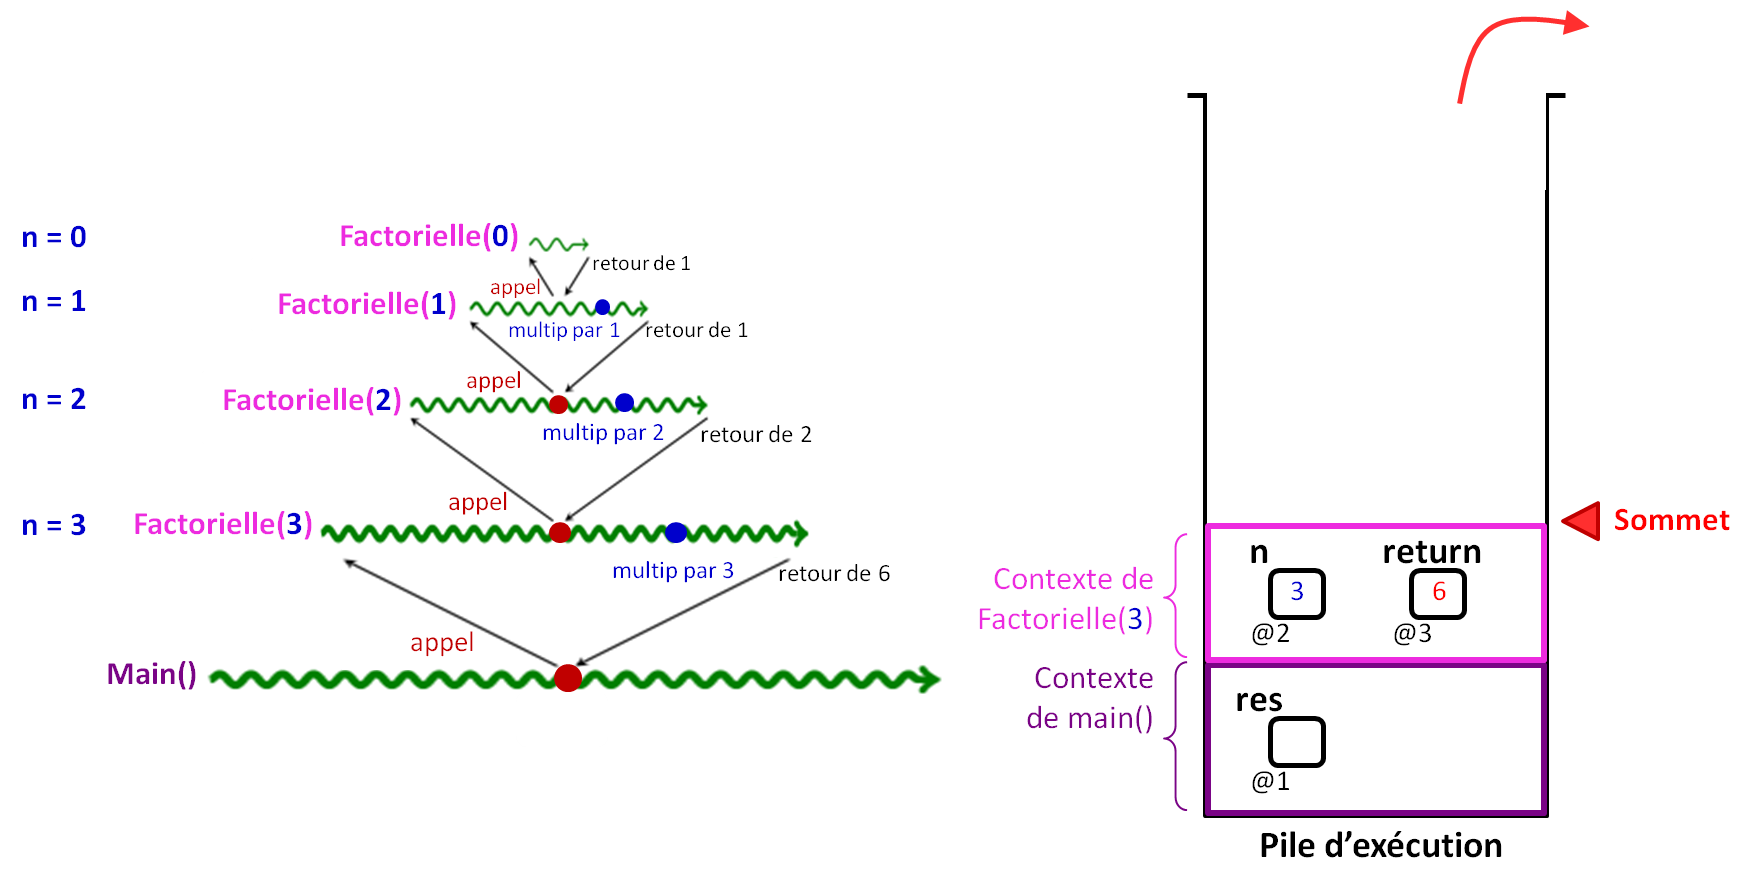 n = 0
Factorielle(0)
retour de 1
appel
n = 1
Factorielle(1)
multip par 1
retour de 1
appel
n = 2
Factorielle(2)
multip par 2
retour de 2
appel
n = 3
Factorielle(3)
multip par 3
retour de 6
appel
Main()
Sommet
n
return
3
6
@2
@3
Contexte de
Factorielle(3)
Contexte
de main()
res
@1
Pile d’exécution